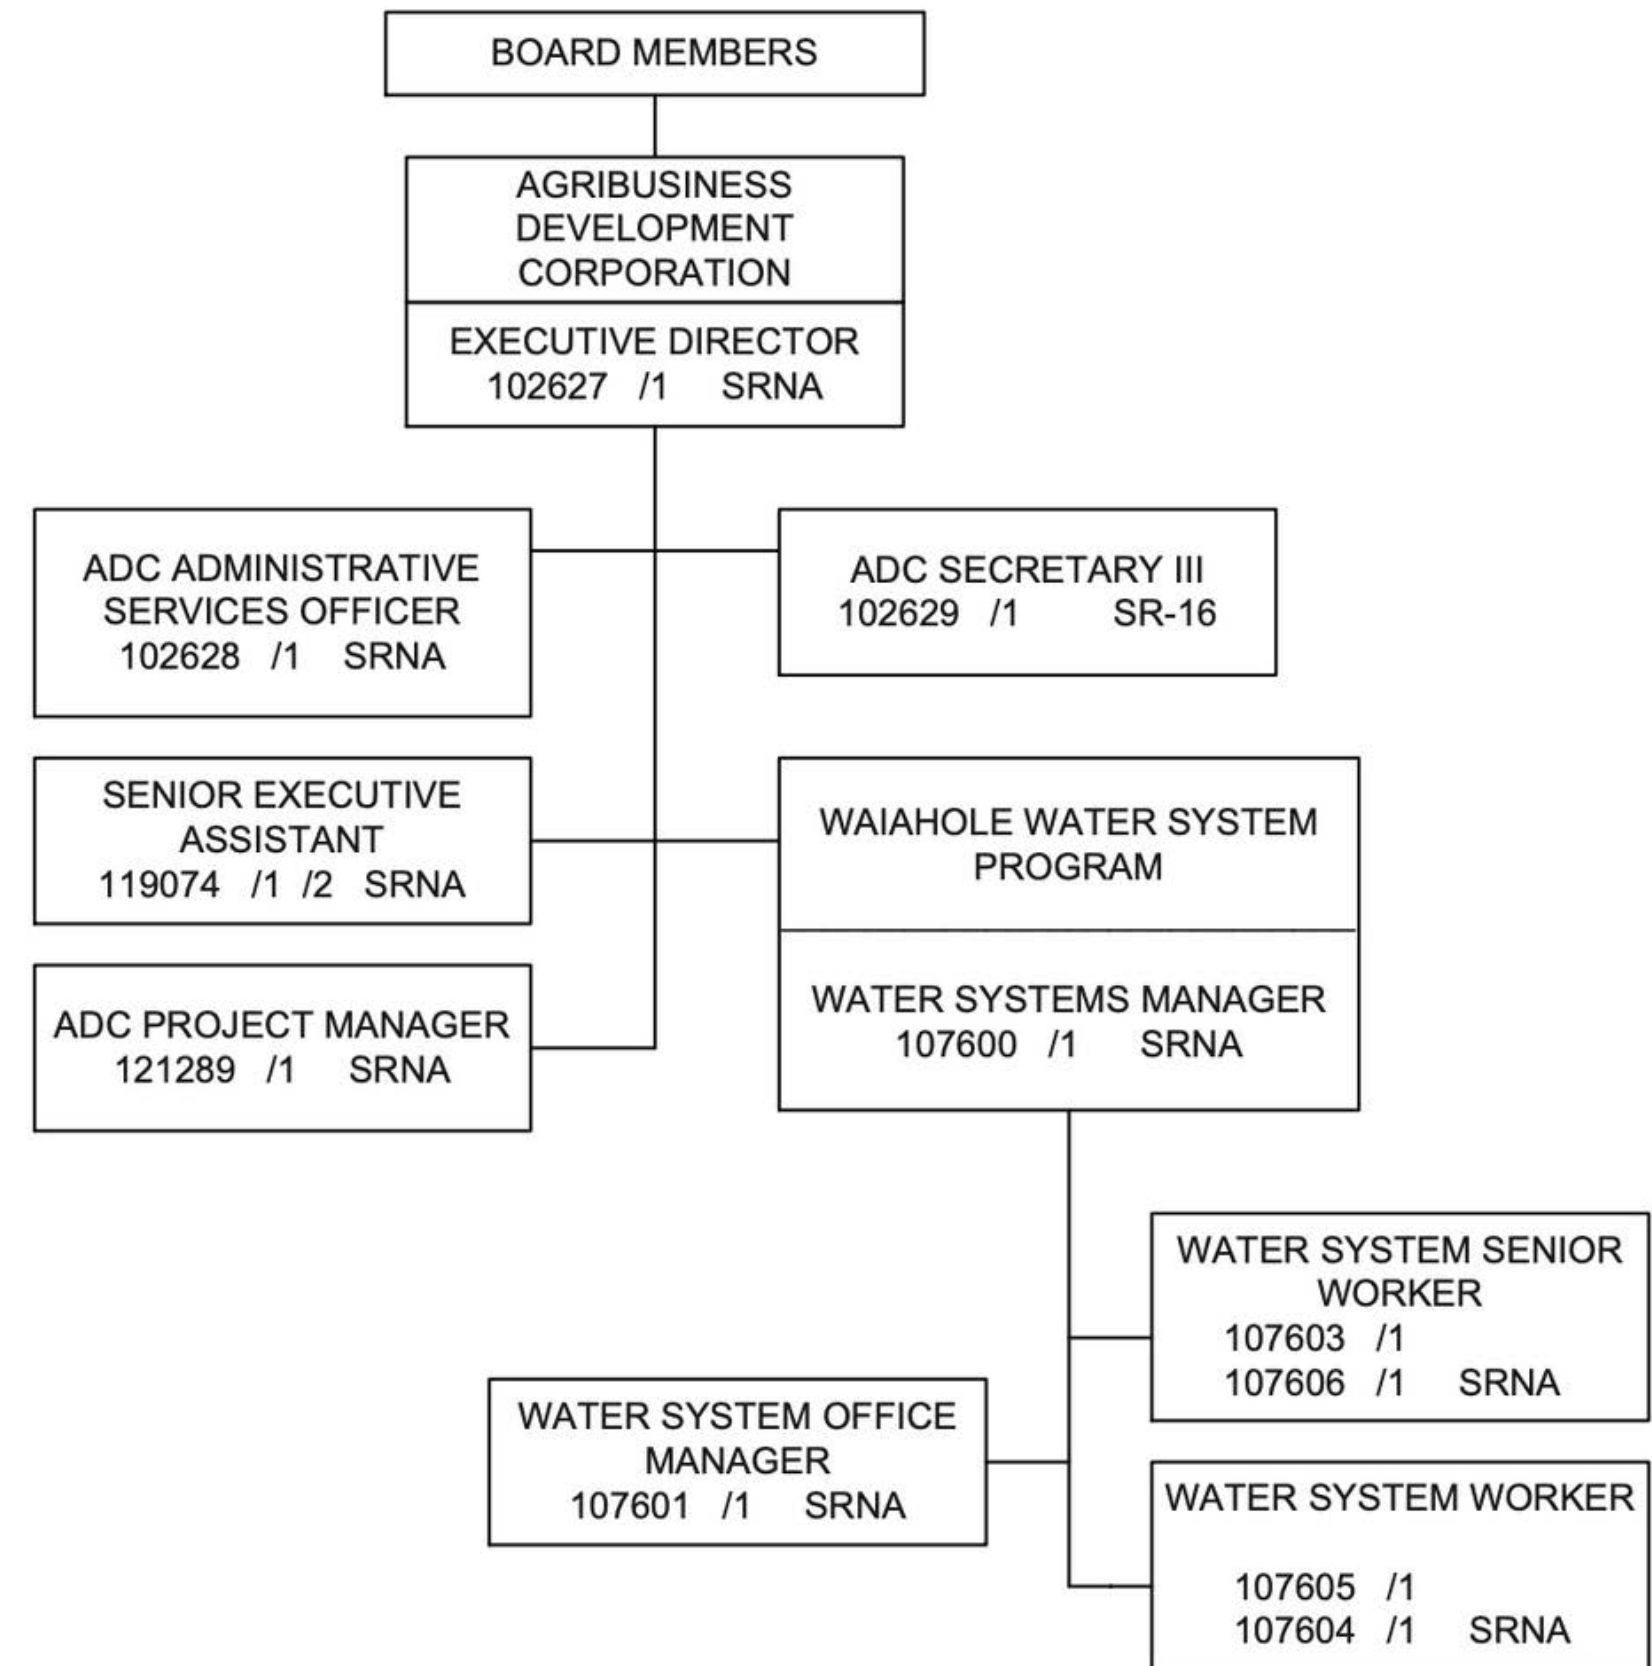 BOARD MEMBERS
AGRIBUSINESS
DEVELOPMENT
CORPORATION
EXECUTIVE DIRECTOR
102627 /1 SRNA
ADC ADMINISTRATIVE
SERVICES OFFICER
102628 /1 SRNA
ADC SECRETARY III
102629 /1 SR-16
SENIOR EXECUTIVE
ASSISTANT
119074 /1 /2 SRNA
WAIAHOLE WATER SYSTEM
PROGRAM
WATER SYSTEMS MANAGER
107600 /1 SRNA
ADC PROJECT MANAGER
121289 /1 SRNA
WATER SYSTEM SENIOR
WORKER
107603 /1
107606 /1 SRNA
WATER SYSTEM OFFICE
MANAGER
107601 /1 SRNA
WATER SYSTEM WORKER
107605 /1
107604 /1 SRNA